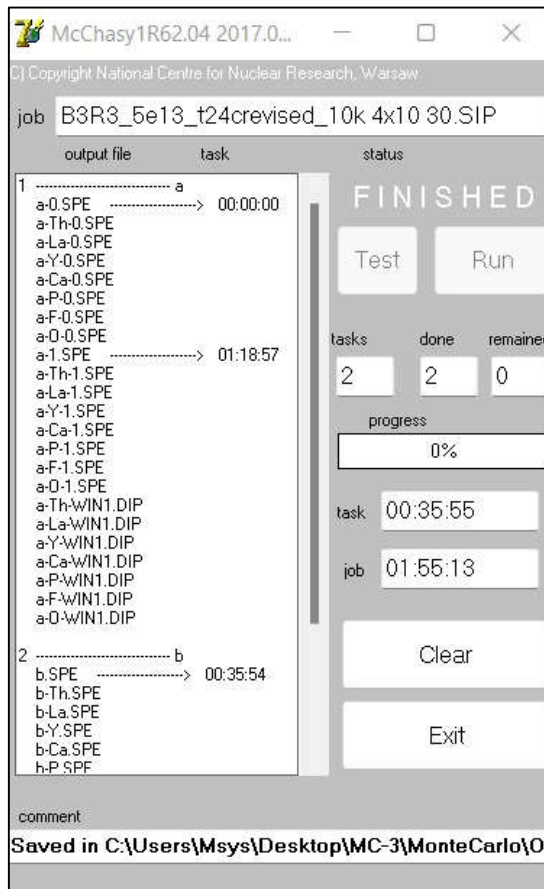 McChasy1R62.04 2017.0...
C) Copyright National Centre for Nuclear Research, Warsaw
job B3R3_5e13_t24crevised_10k 4x10 30.SIP
output file task status
1 ---------------------------- a
a-0.SPE ------------------> 00:00:00
a-Th-0.SPE
a-La-0.SPE
a-Y-0.SPE
a-Ca-0.SPE
a-P-0.SPE
a-F-0.SPE
a-O-0.SPE
a-1.SPE ------------------> 01:18:57
a-Th-1.SPE
a-La-1.SPE
a-Y-1.SPE
a-Ca-1.SPE
a-P-1.SPE
a-F-1.SPE
a-O-1.SPE
a-Th-WIN1.DIP
a-La-WIN1.DIP
a-Y-WIN1.DIP
a-Ca-WIN1.DIP
a-P-WIN1.DIP
a-F-WIN1.DIP
a-O-WIN1.DIP
2 ---------------------------- b
b.SPE ------------------> 00:35:54
b-Th.SPE
b-La.SPE
b-Y.SPE
b-Ca.SPE
b-P.SPE
FINISHED
Test Run
tasks done remained
2 2 0
progress
0%
task 00:35:55
job 01:55:13
Clear
Exit
comment
Saved in C:\Users\Msys\Desktop\MC-3\MonteCarlo\O